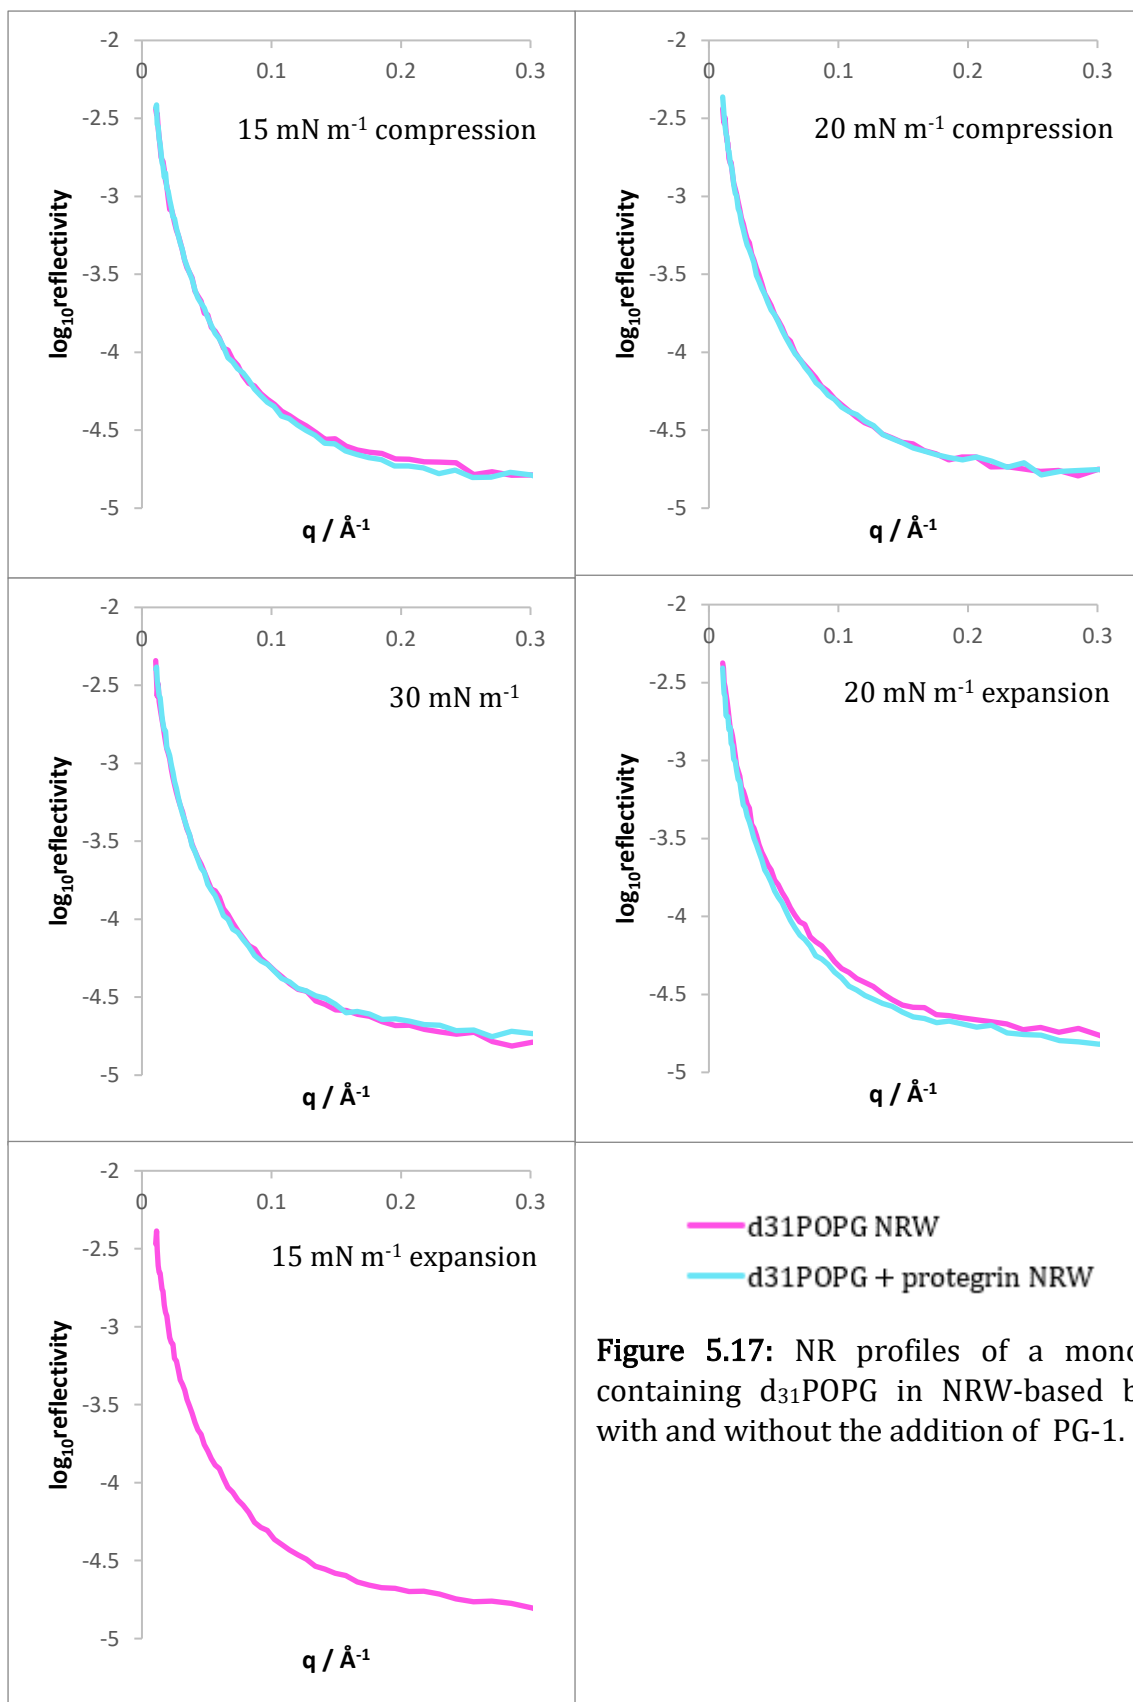 -2
0
0.1
0.2
0.3
-2.5
15 mN m⁻¹ compression
-3
-3.5
-4
-4.5
-5
log₁₀reflectivity
q / Å⁻¹
-2
0
0.1
0.2
0.3
-2.5
20 mN m⁻¹ compression
-3
-3.5
-4
-4.5
-5
log₁₀reflectivity
q / Å⁻¹
-2
0
0.1
0.2
0.3
-2.5
30 mN m⁻¹
-3
-3.5
-4
-4.5
-5
log₁₀reflectivity
q / Å⁻¹
-2
0
0.1
0.2
0.3
-2.5
20 mN m⁻¹ expansion
-3
-3.5
-4
-4.5
-5
log₁₀reflectivity
q / Å⁻¹
-2
0
0.1
0.2
0.3
-2.5
15 mN m⁻¹ expansion
-3
-3.5
-4
-4.5
-5
log₁₀reflectivity
q / Å⁻¹
d31POPG NRW
d31POPG + protegrin NRW
Figure 5.17: NR profiles of a mono
containing d₃₁POPG in NRW-based b
with and without the addition of PG-1.